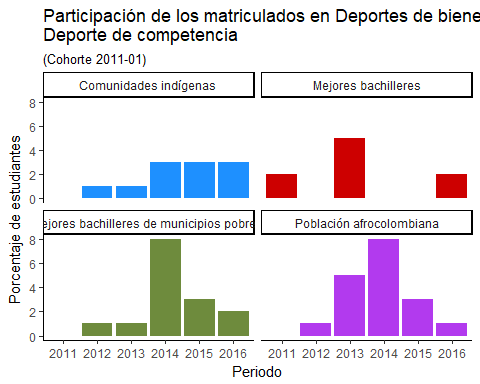 Participación de los matriculados en Deportes de biene
Deporte de competencia
(Cohorte 2011-01)
Comunidades indígenas
Mejores bachilleres
8
6
4
2
0
ejores bachilleres de municipios pobre
Población afrocolombiana
8
6
4
2
0
2011 2012 2013 2014 2015 2016
2011 2012 2013 2014 2015 2016
Porcentaje de estudiantes
Periodo